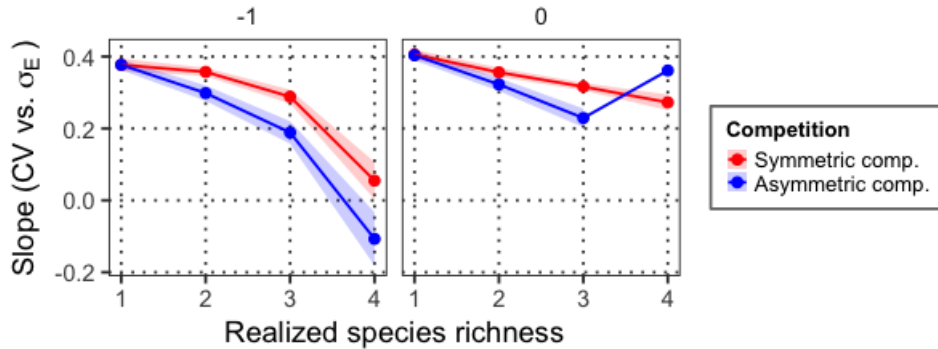 -1
0
Slope (CV vs. σE)
0.4
0.2
0.0
-0.2
1 2 3 4
1 2 3 4
Realized species richness
Competition
Symmetric comp.
Asymmetric comp.